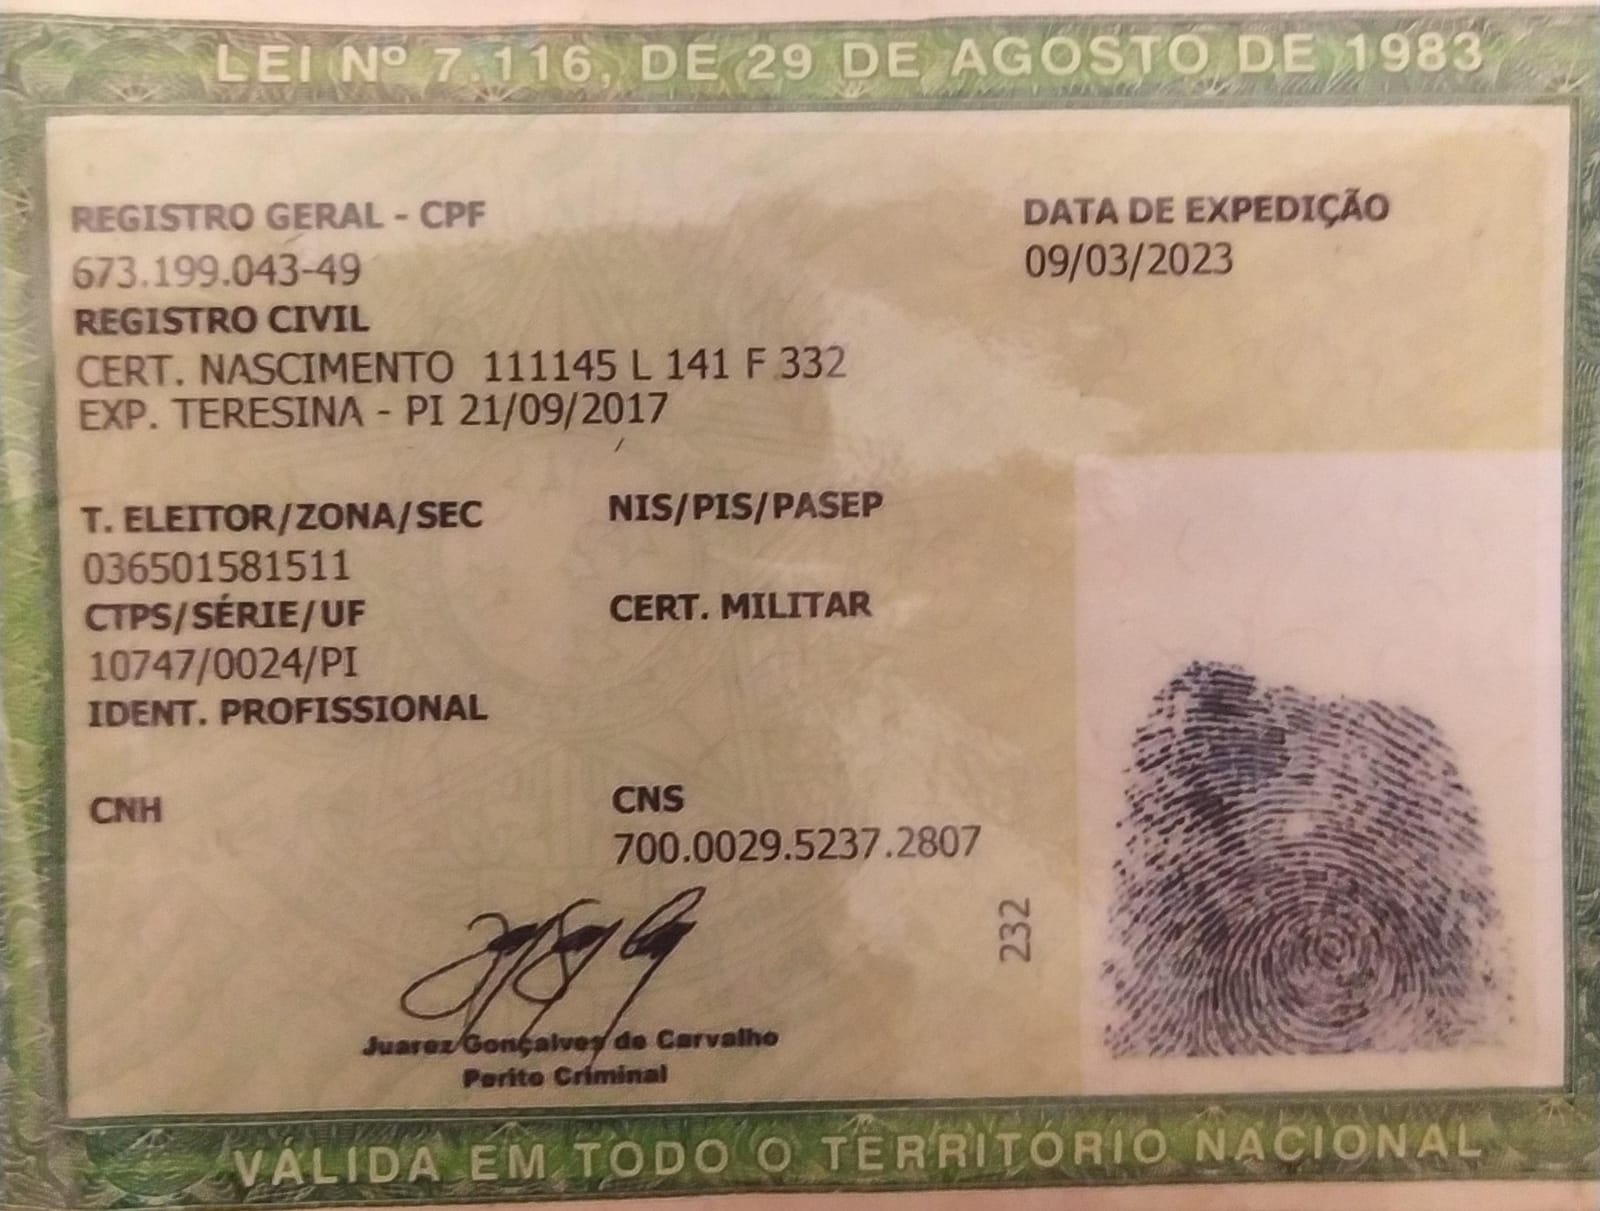 LEI Nº 7.116, DE 29 DE AGOSTO DE 1983
REGISTRO GERAL - CPF
673.199.043-49
DATA DE EXPEDIÇÃO
09/03/2023
REGISTRO CIVIL
CERT. NASCIMENTO 111145 L 141 F 332
EXP. TERESINA - PI 21/09/2017
T. ELEITOR/ZONA/SEC
036501581511
NIS/PIS/PASEP
CTPS/SÉRIE/UF
10747/0024/PI
CERT. MILITAR
IDENT. PROFISSIONAL
CNH
CNS
700.0029.5237.2807
232
Juarez Gonçalves de Carvalho
Perito Criminal
VÁLIDA EM TODO O TERRITÓRIO NACIONAL